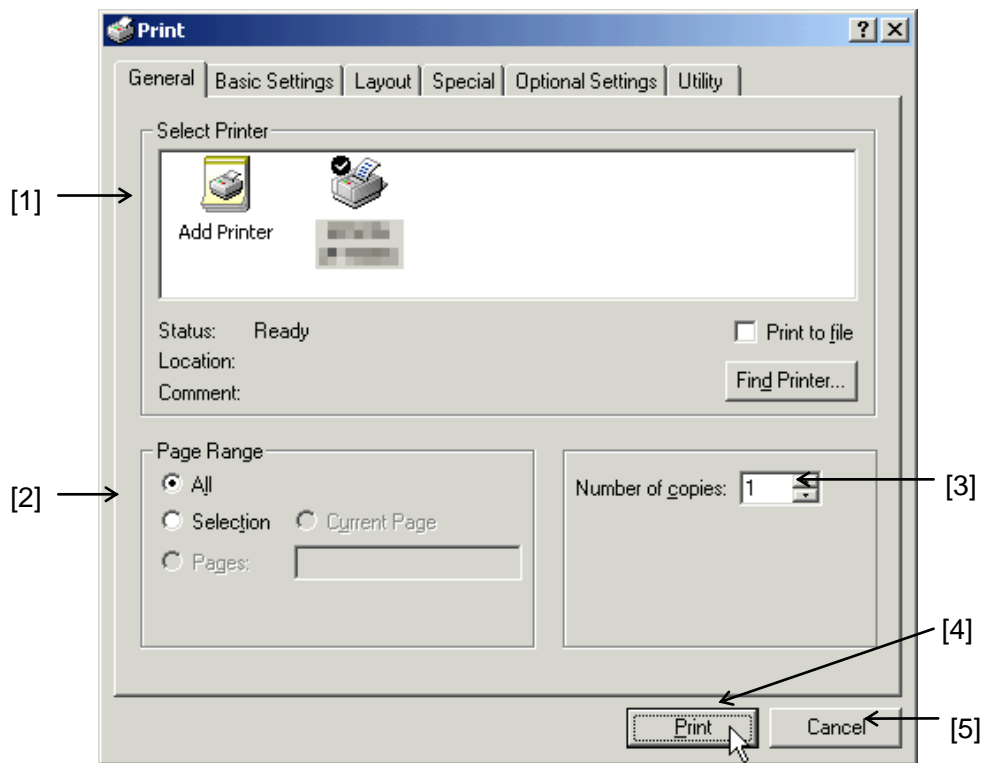 Print
General Basic Settings Layout Special Optional Settings Utility
Select Printer
[1]
Add Printer
Status: Ready
Print to file
Location:
Find Printer...
Comment:
Page Range
[2]
All
Number of copies: 1
[3]
Selection Current Page
Pages:
[4]
Print Cancel
[5]